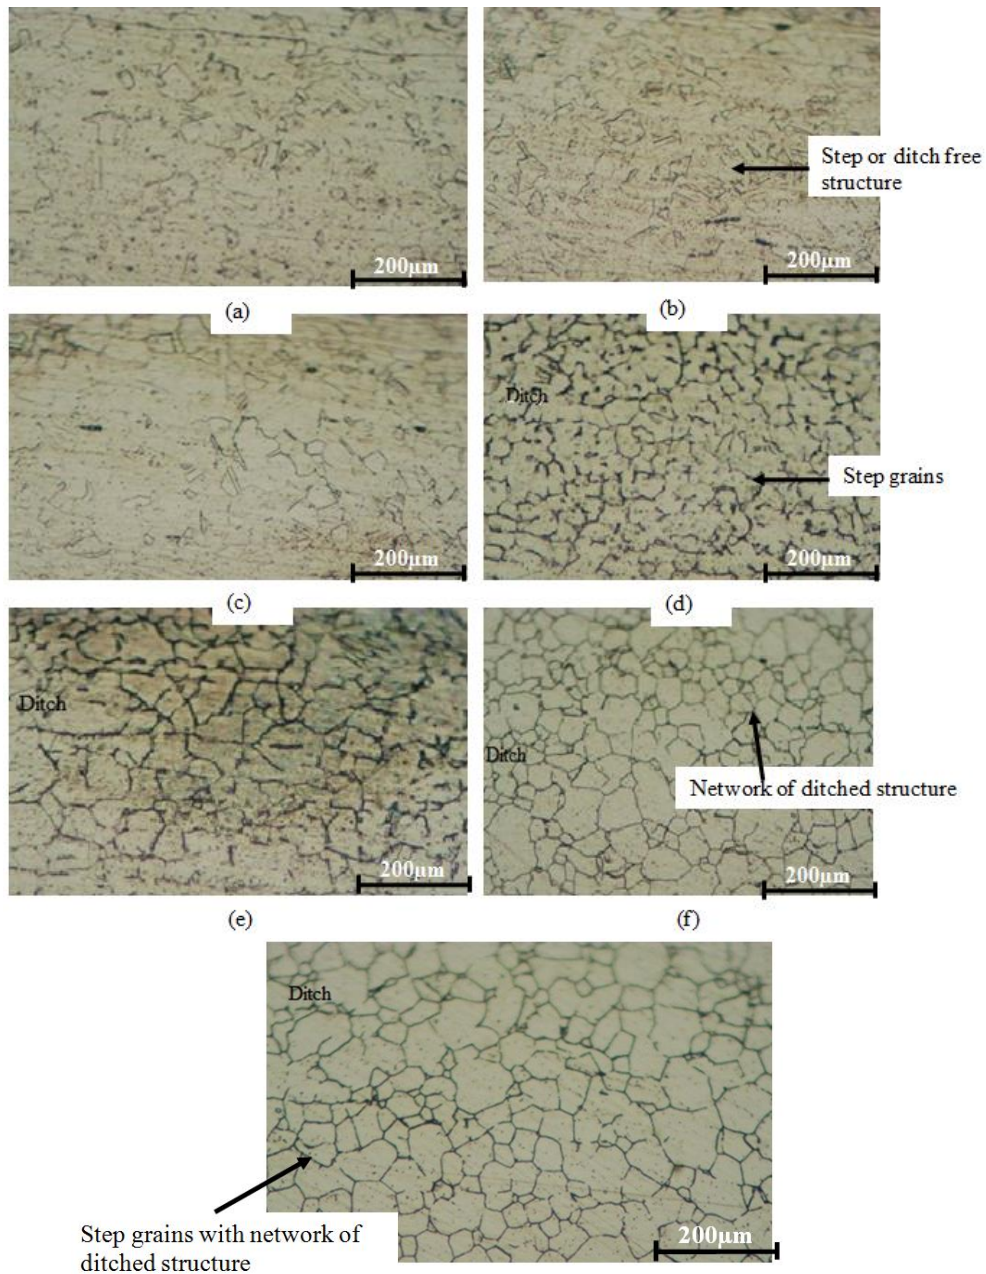 200μm
200μm
Step or ditch free
structure
(a)
(b)
Ditch
Step grains
200μm
200μm
(c)
(d)
Ditch
Ditch
Network of ditched structure
200μm
200μm
(e)
(f)
Ditch
Step grains with network of
ditched structure
200μm